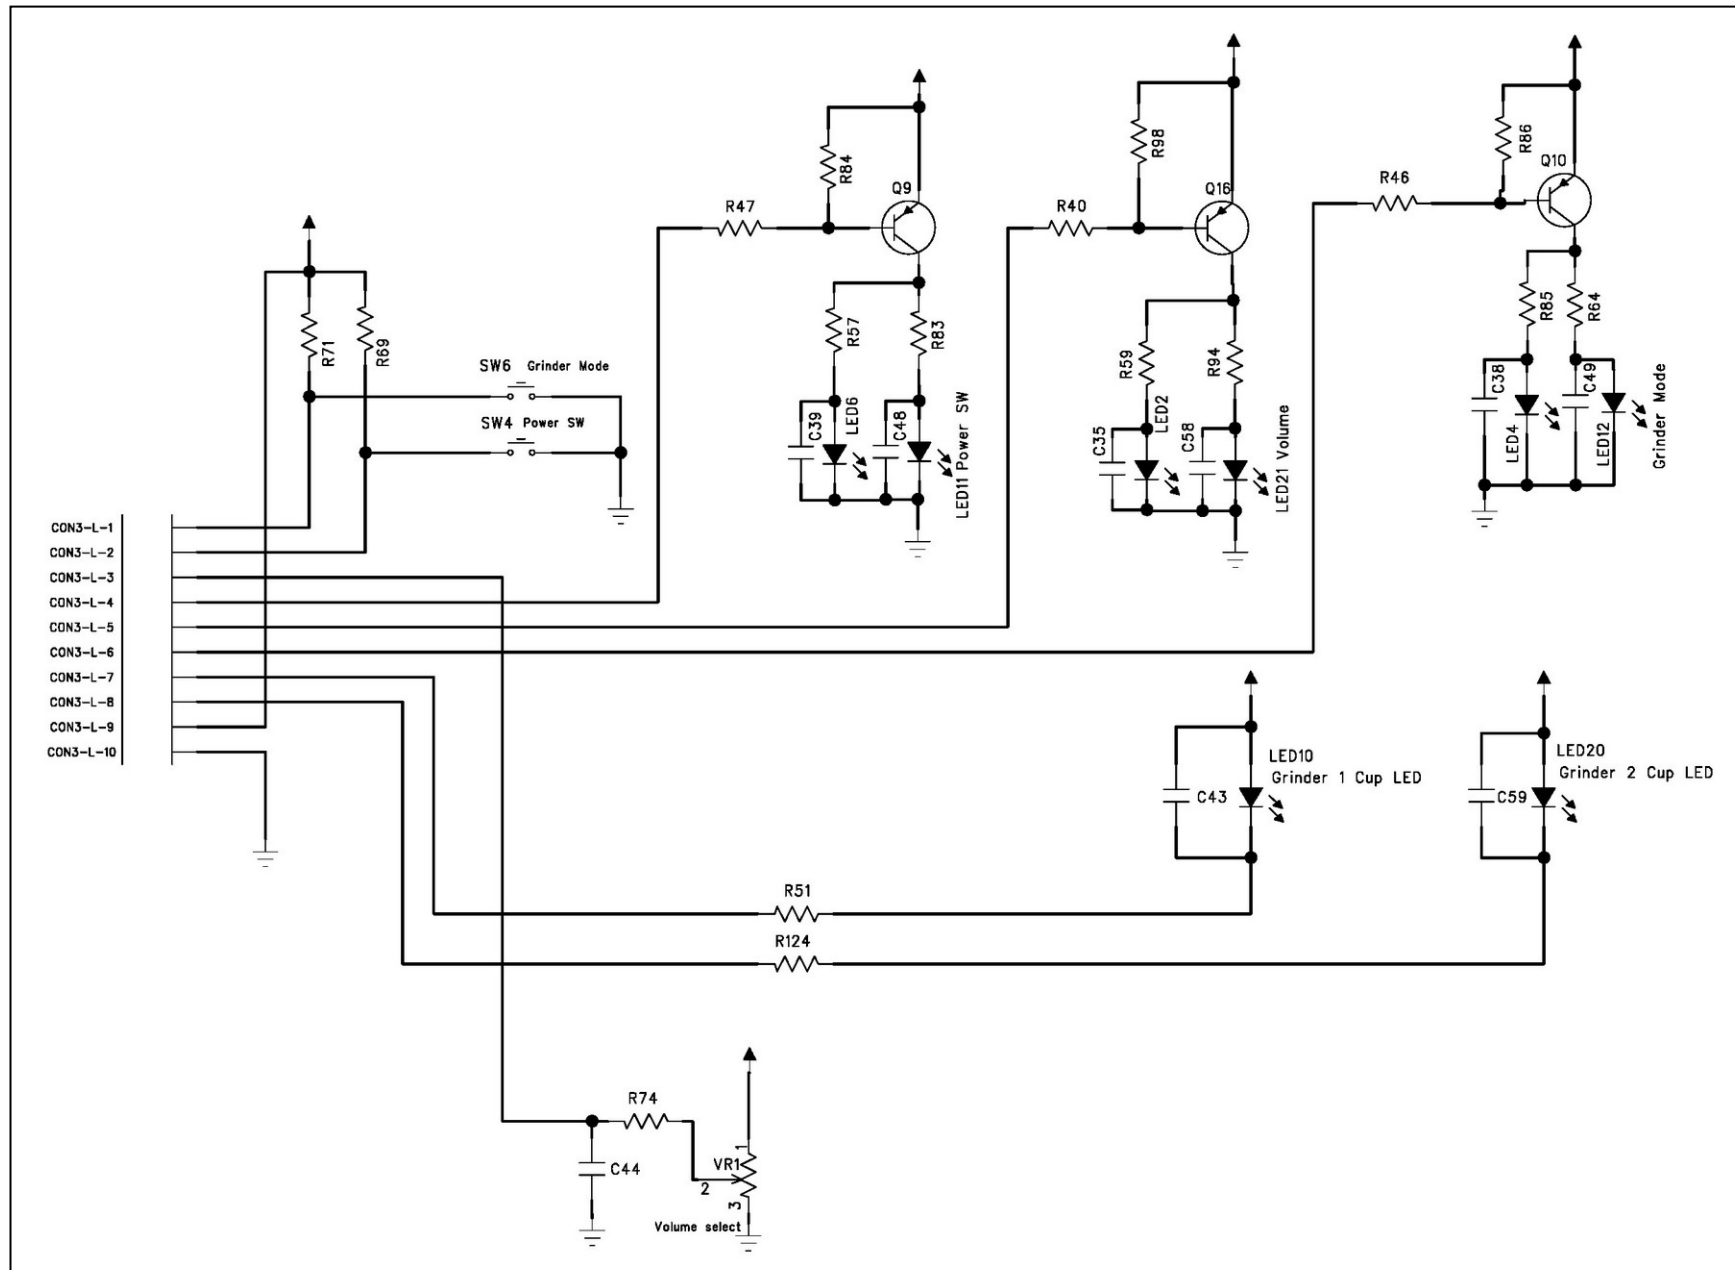 R98
R86
Q10
R84
R46
Q9
Q16
R47
R40
R85
R64
R57
R83
R71
R69
R59
R94
SW6 Grinder Mode
SW4 Power SW
C39
LED6
C48
LED11 Power SW
C35
LED2
C58
LED21 Volume
C38
LED4
C49
LED12
Grinder Mode
CON3-L-1
CON3-L-2
CON3-L-3
CON3-L-4
CON3-L-5
CON3-L-6
CON3-L-7
CON3-L-8
CON3-L-9
CON3-L-10
LED10
Grinder 1 Cup LED
C43
LED20
Grinder 2 Cup LED
C59
R51
R124
R74
C44
VR1
1
2
3
Volume select